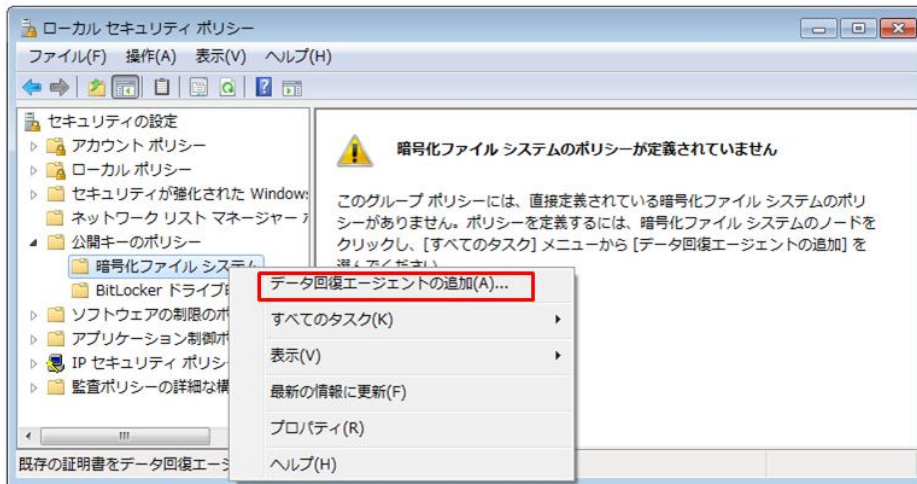 ローカル セキュリティ ポリシー
ファイル(F) 操作(A) 表示(V) ヘルプ(H)
セキュリティの設定
アカウント ポリシー
ローカル ポリシー
セキュリティが強化された Window
ネットワーク リスト マネージャー
公開キーのポリシー
暗号化ファイル システム
BitLocker ドライブ
ソフトウェアの制限のポ
アプリケーション制御ポ
IP セキュリティ ポリシ
監査ポリシーの詳細な構
暗号化ファイル システムのポリシーが定義されていません
このグループ ポリシーには、直接定義されている暗号化ファイル システムのポリ
シーがありません。ポリシーを定義するには、暗号化ファイル システムのノードを
クリックし、[すべてのタスク] メニューから [データ回復エージェントの追加] を
選んでください
データ回復エージェントの追加(A)...
すべてのタスク(K)
表示(V)
最新の情報に更新(F)
プロパティ(R)
ヘルプ(H)
既存の証明書をデータ回復エー